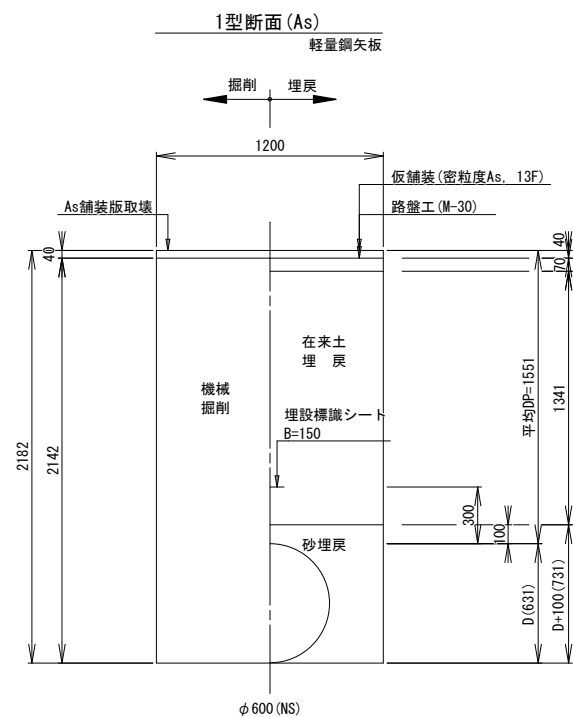 1型断面(As)
軽量鋼矢板
掘削
埋戻
1200
仮舗装(密粒度As, 13F)
As舗装版取壊
路盤工(M-30)
40
40
70
在来土
埋 戻
機械
掘削
埋設標識シート
B=150
2182
2142
平均DP=1551
1341
300
100
砂埋戻
D(631)
D+100(731)
φ600(NS)